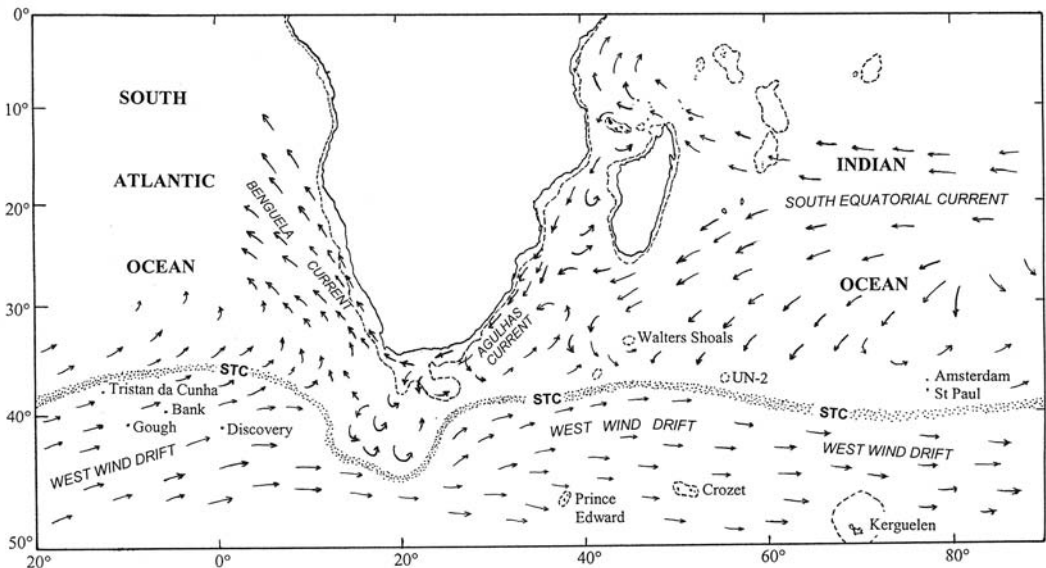 0°
SOUTH
10°
ATLANTIC
INDIAN
BENGUELA
SOUTH EQUATORIAL CURRENT
20°
OCEAN
CURRENT
OCEAN
30°
AGULHAS
CURRENT
Walters Shoals
STC
UN-2
Amsterdam
St Paul
Tristan da Cunha
STC
STC
Bank
40°
Gough
Discovery
WEST WIND DRIFT
WEST WIND DRIFT
WEST WIND DRIFT
Crozet
Prince
Edward
Kerguelen
50°
20°
0°
20°
40°
60°
80°